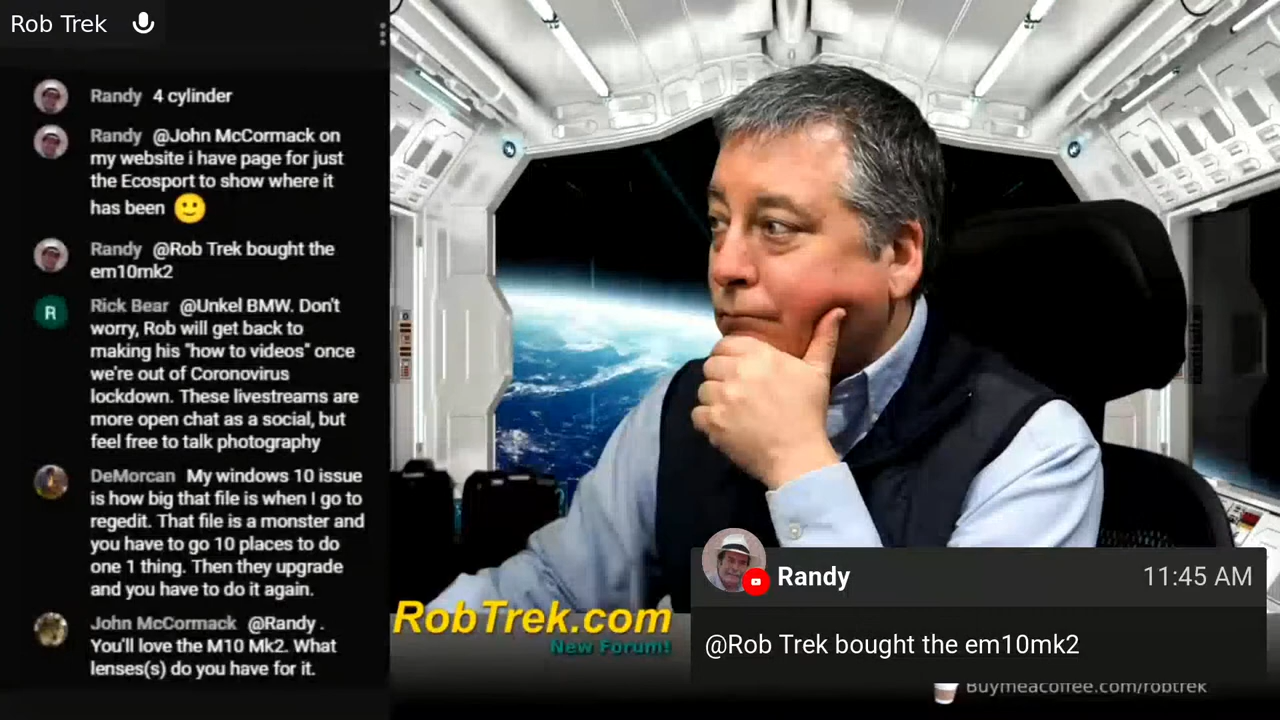 Rob Trek
Randy 4 cylinder
Randy @John McCormack on
my website i have page for just
the Ecosport to show where it
has been
Randy @Rob Trek bought the
em10mk2
R
Rick Bear @Unkel BMW. Don't
worry, Rob will get back to
making his "how to videos" once
we're out of Coronovirus
lockdown. These livestreams are
more open chat as a social, but
feel free to talk photography
DeMorcan My windows 10 issue
is how big that file is when I go to
regedit. That file is a monster and
you have to go 10 places to do
one 1 thing. Then they upgrade
and you have to do it again.
John McCormack @Randy .
You'll love the M10 Mk2. What
lenses(s) do you have for it.
RobTrek.com
New Forum!
Randy
11:45 AM
@Rob Trek bought the em10mk2
Buymeacoffee.com/robtrek